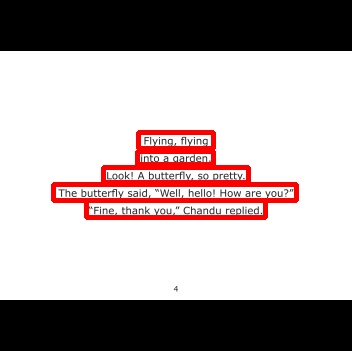 Flying, flying
into a garden.
Look! A butterfly, so pretty.
The butterfly said, “Well, hello! How are you?”
“Fine, thank you,” Chandu replied.
4